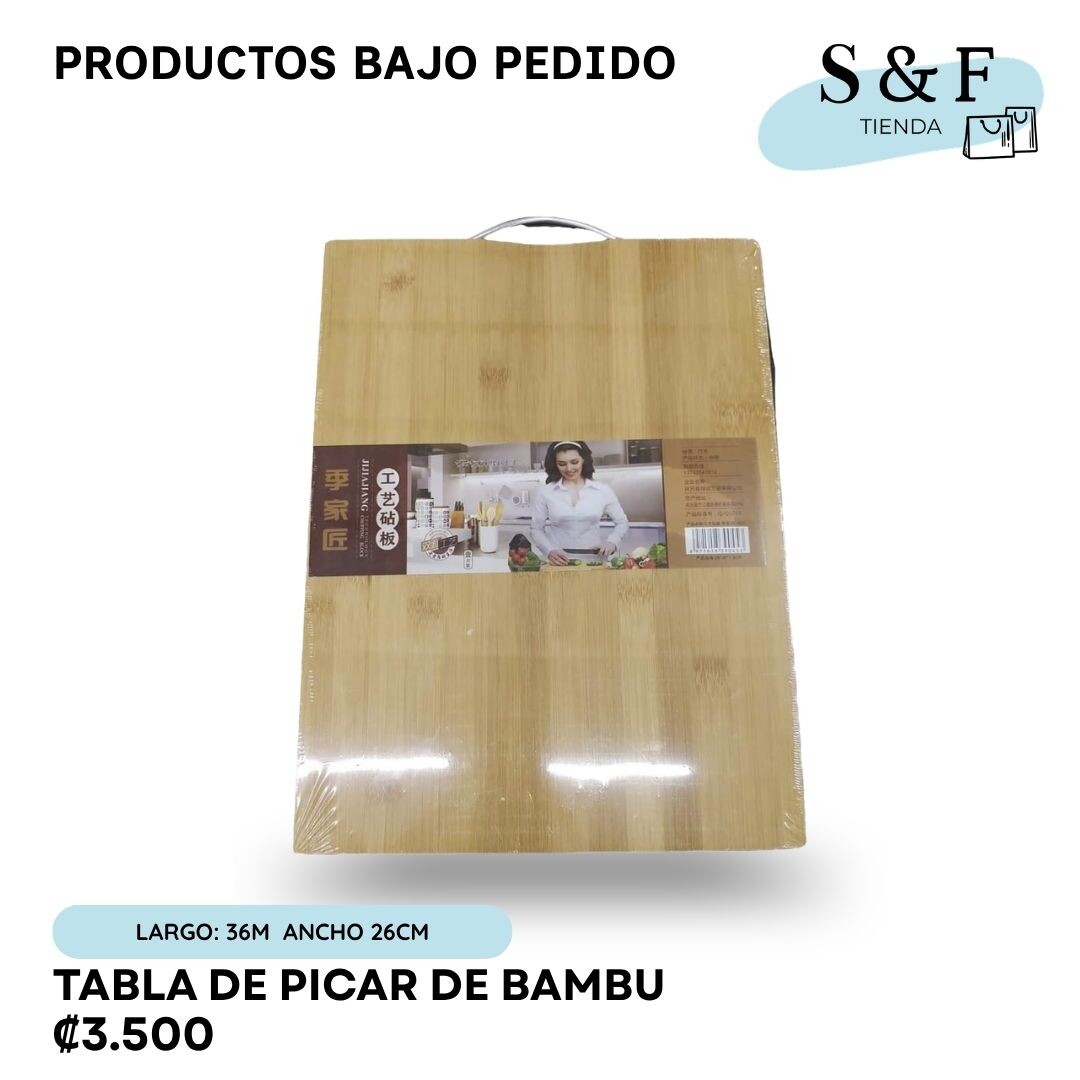 PRODUCTOS BAJO PEDIDO
S & F
TIENDA
季家匠
JIJIAJIANG
工艺砧板
LARGO: 36M ANCHO 26CM
TABLA DE PICAR DE BAMBU
₡3.500